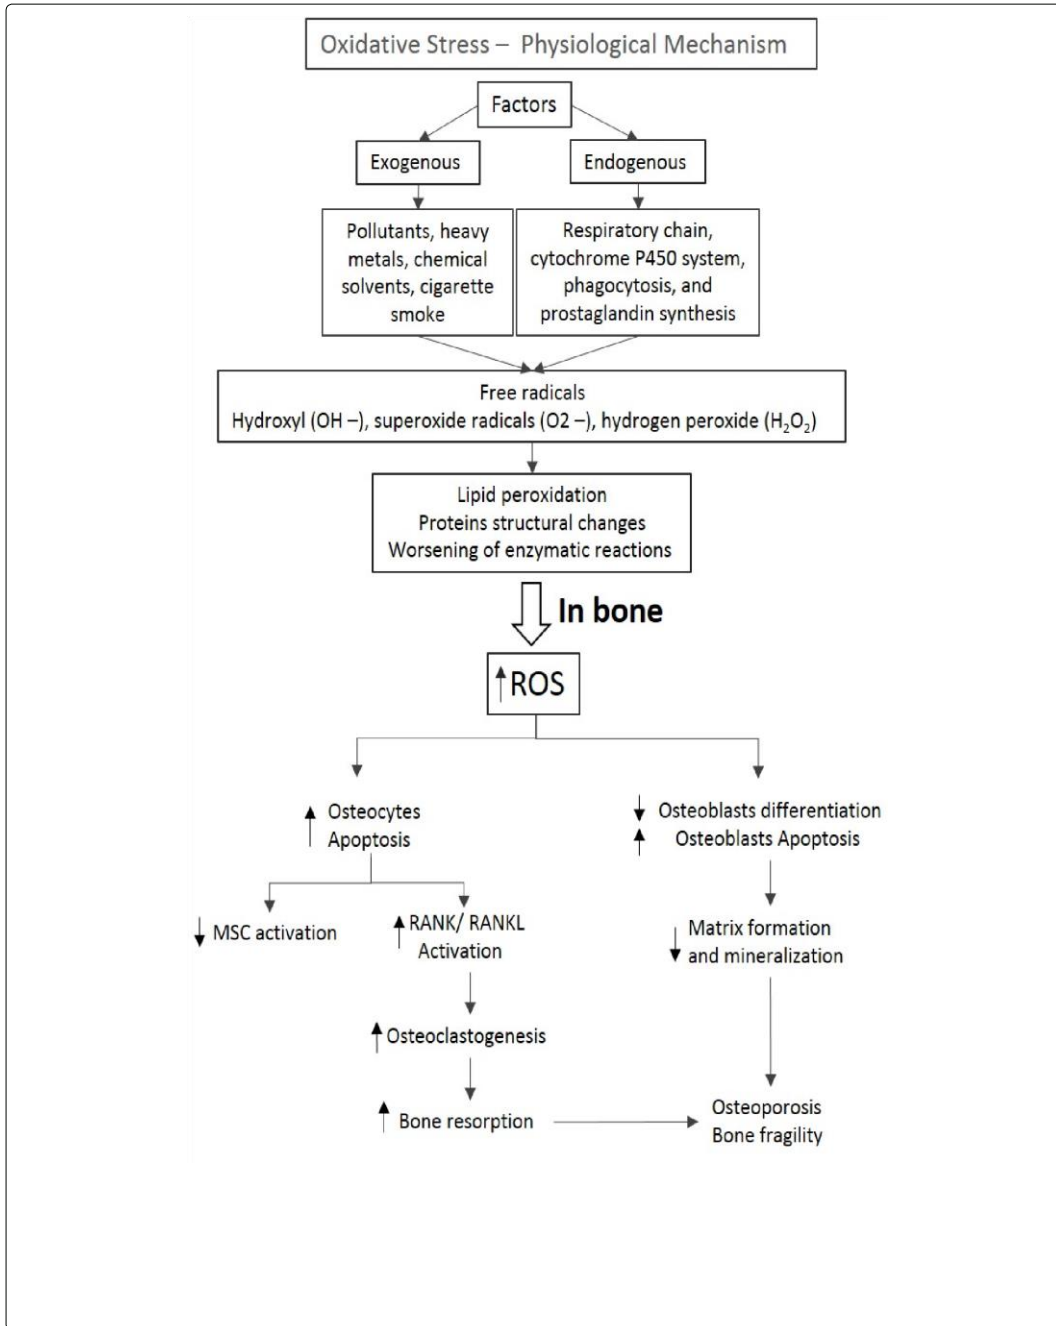 Oxidative Stress – Physiological Mechanism
Factors
Exogenous
Endogenous
Pollutants, heavy
metals, chemical
solvents, cigarette
smoke
Respiratory chain,
cytochrome P450 system,
phagocytosis, and
prostaglandin synthesis
Free radicals
Hydroxyl (OH –), superoxide radicals (O2 –), hydrogen peroxide (H₂O₂)
Lipid peroxidation
Proteins structural changes
Worsening of enzymatic reactions
In bone
↑ROS
↑ Osteocytes
Apoptosis
↓ Osteoblasts differentiation
↑ Osteoblasts Apoptosis
↓ MSC activation
↑ RANK/ RANKL
Activation
↓ Matrix formation
and mineralization
↑ Osteoclastogenesis
↑ Bone resorption
Osteoporosis
Bone fragility